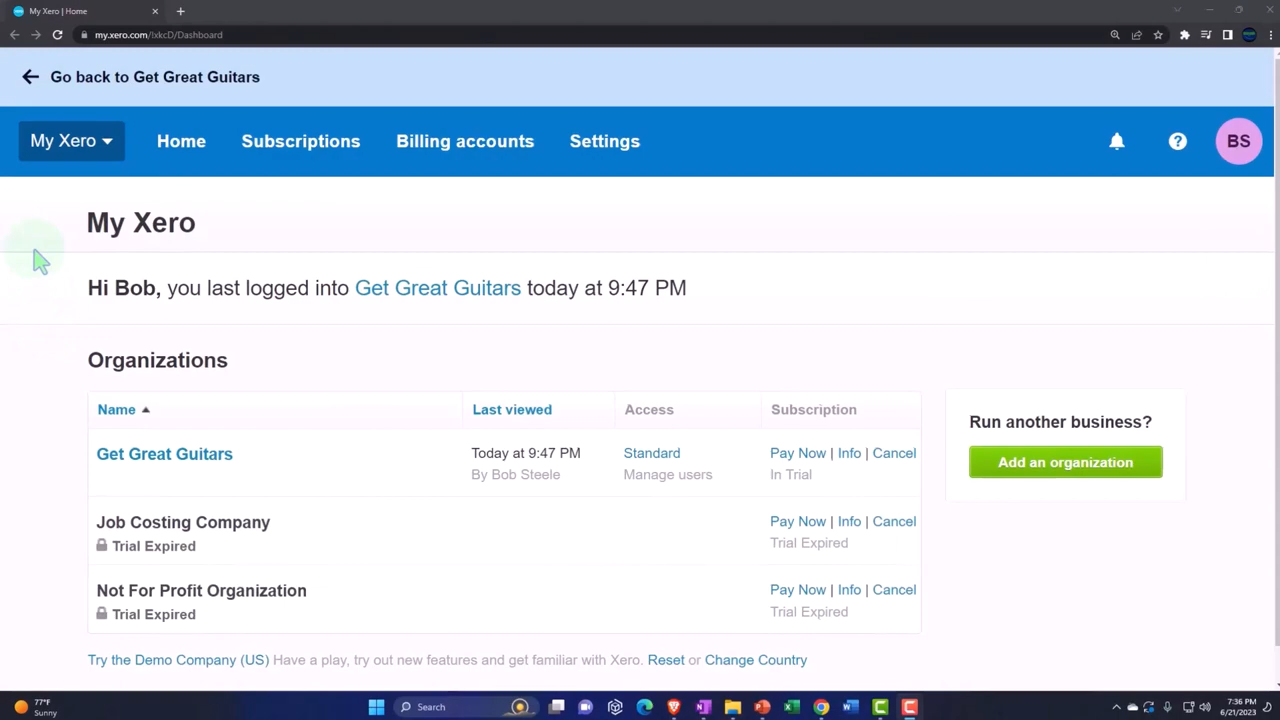 My Xero | Home
my.xero.com/!xkcD/Dashboard
Go back to Get Great Guitars
My Xero
Home
Subscriptions
Billing accounts
Settings
BS
My Xero
Hi Bob, you last logged into Get Great Guitars today at 9:47 PM
Organizations
Name
Last viewed
Access
Subscription
Get Great Guitars
Today at 9:47 PM
By Bob Steele
Standard
Manage users
Pay Now | Info | Cancel
In Trial
Job Costing Company
Trial Expired
Pay Now | Info | Cancel
Trial Expired
Not For Profit Organization
Trial Expired
Pay Now | Info | Cancel
Trial Expired
Run another business?
Add an organization
Try the Demo Company (US) Have a play, try out new features and get familiar with Xero. Reset or Change Country
77°F
Sunny
Search
7:36 PM
6/21/2023